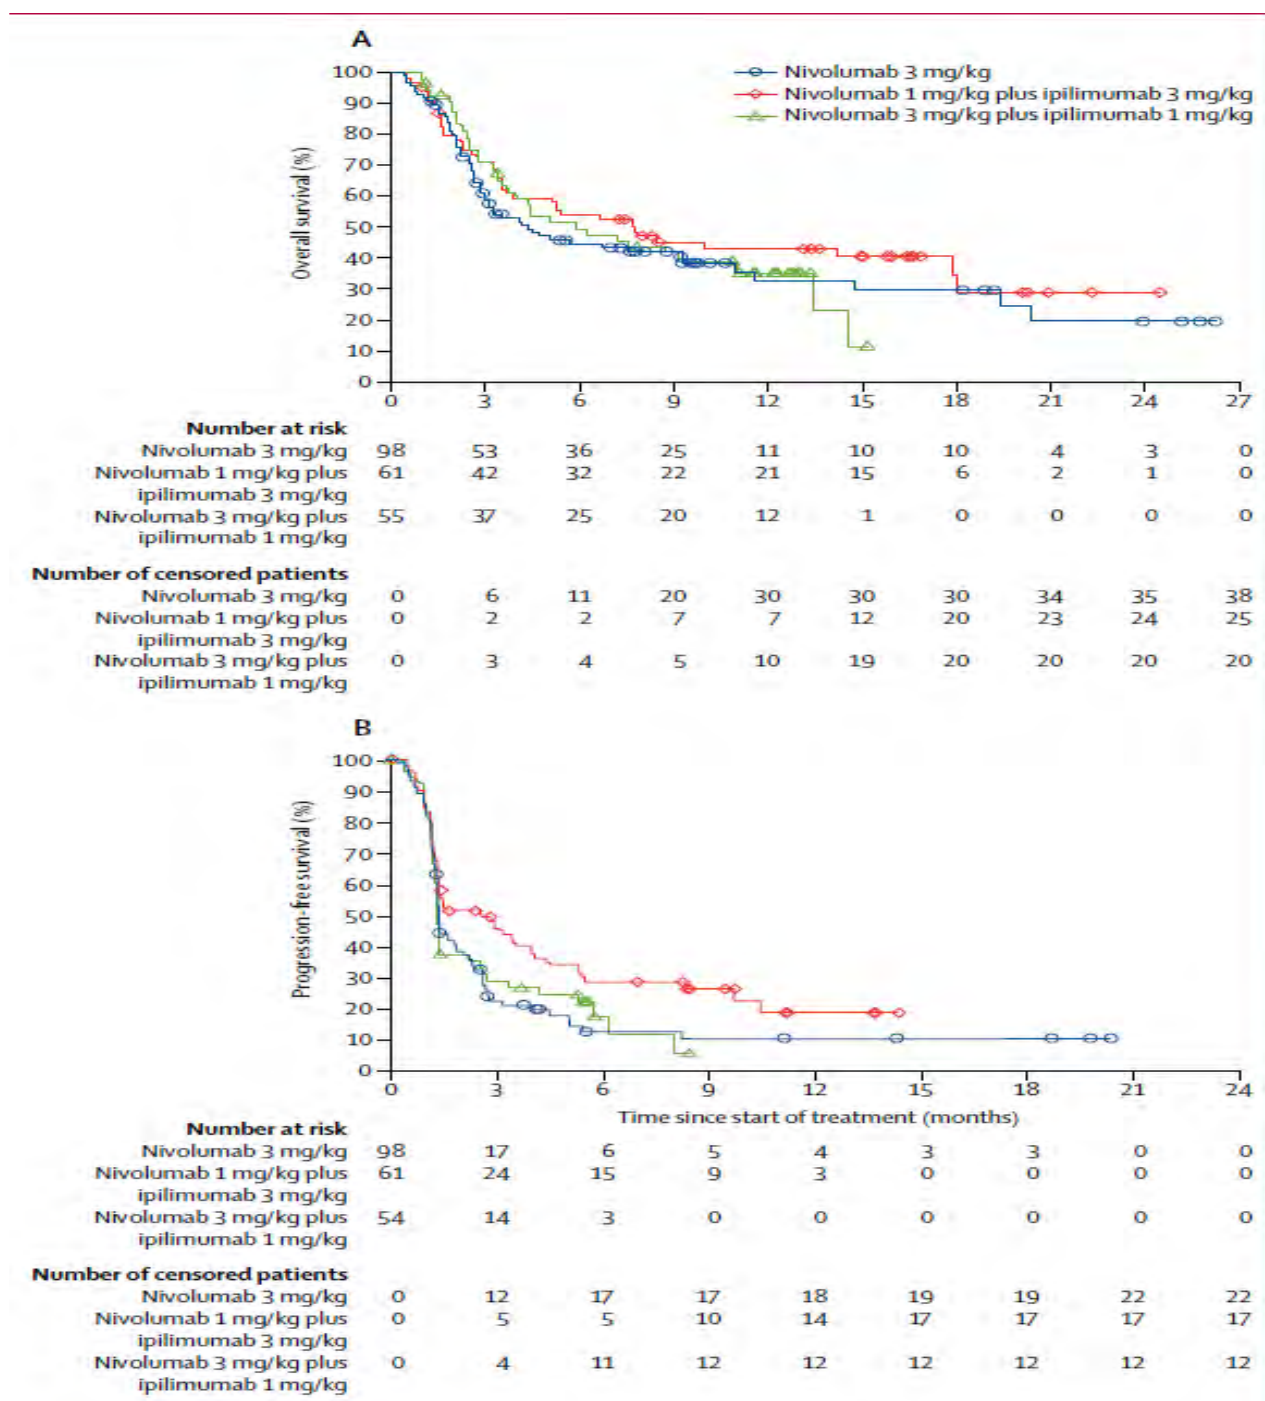 A
Nivolumab 3 mg/kg
Nivolumab 1 mg/kg plus ipilimumab 3 mg/kg
Nivolumab 3 mg/kg plus ipilimumab 1 mg/kg
Overall survival (%)
100
90
80
70
60
50
40
30
20
10
0
0 3 6 9 12 15 18 21 24 27
Number at risk
Nivolumab 3 mg/kg 98 53 36 25 11 10 10 4 3 0
Nivolumab 1 mg/kg plus 61 42 32 22 21 15 6 2 1 0
ipilimumab 3 mg/kg
Nivolumab 3 mg/kg plus 55 37 25 20 12 1 0 0 0 0
ipilimumab 1 mg/kg
Number of censored patients
Nivolumab 3 mg/kg 0 6 11 20 30 30 30 34 35 38
Nivolumab 1 mg/kg plus 0 2 2 7 7 12 20 23 24 25
ipilimumab 3 mg/kg
Nivolumab 3 mg/kg plus 0 3 4 5 10 19 20 20 20 20
ipilimumab 1 mg/kg
B
Progression-free survival (%)
100
90
80
70
60
50
40
30
20
10
0
0 3 6 9 12 15 18 21 24
Time since start of treatment (months)
Number at risk
Nivolumab 3 mg/kg 98 17 6 5 4 3 3 0 0
Nivolumab 1 mg/kg plus 61 24 15 9 3 0 0 0 0
ipilimumab 3 mg/kg
Nivolumab 3 mg/kg plus 54 14 3 0 0 0 0 0 0
ipilimumab 1 mg/kg
Number of censored patients
Nivolumab 3 mg/kg 0 12 17 17 18 19 19 22 22
Nivolumab 1 mg/kg plus 0 5 5 10 14 17 17 17 17
ipilimumab 3 mg/kg
Nivolumab 3 mg/kg plus 0 4 11 12 12 12 12 12 12
ipilimumab 1 mg/kg